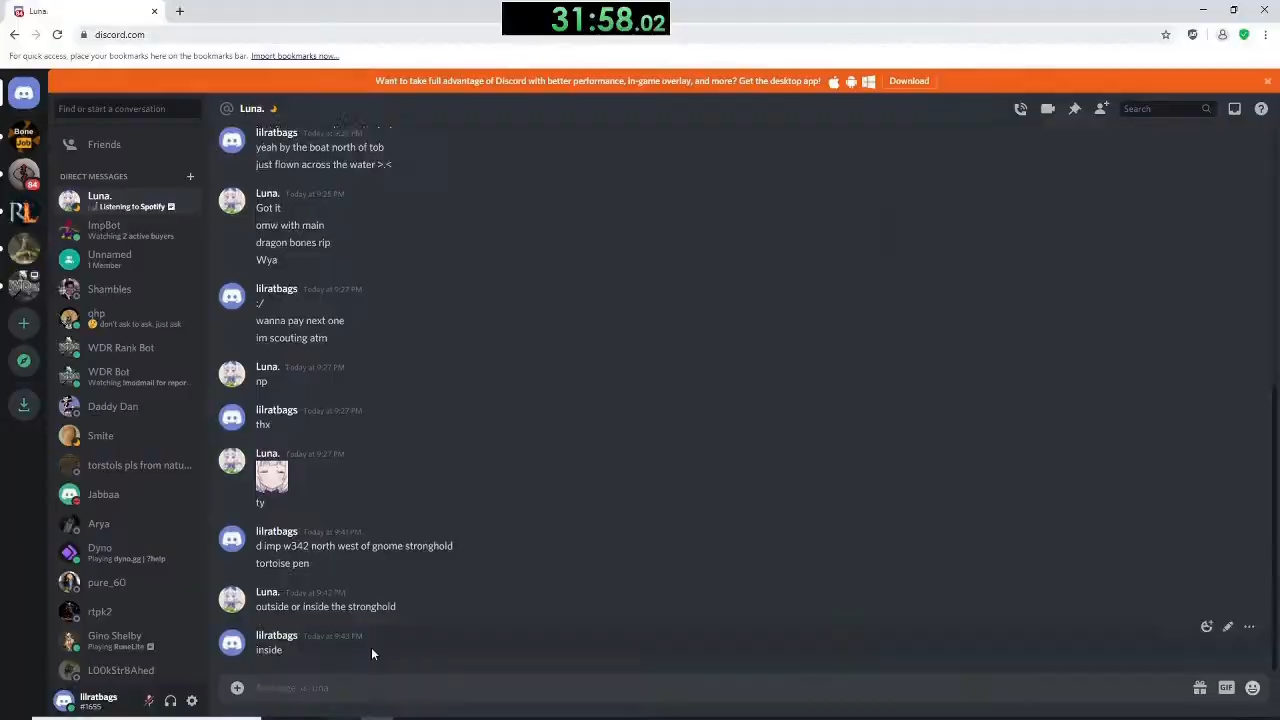 Luna.
31:58.02
discord.com
For quick access, place your bookmarks here on the bookmarks bar. Import bookmarks now...
Want to take full advantage of Discord with better performance, in-game overlay, and more? Get the desktop app! Download
Find or start a conversation
Luna.
Search
Bone
Job
84
Friends
DIRECT MESSAGES
Luna.
Listening to Spotify
ImpBot
Watching 2 active buyers
Unnamed
1 Member
Shambles
qhp
don't ask to ask, just ask
WDR Rank Bot
WDR Bot
Watching !modmail for repor...
Daddy Dan
Smite
torstols pls from natu...
Jabbaa
Arya
Dyno
Playing dyno.gg | ?help
pure_60
rtpk2
Gino Shelby
Playing RuneLite
L00kStr8Ahed
lilratbags
#1695
lilratbags
yeah by the boat north of tob
just flown across the water >.<
Luna. Today at 9:25 PM
Got it
omw with main
dragon bones rip
Wya
lilratbags Today at 9:27 PM
:/
wanna pay next one
im scouting atm
Luna. Today at 9:27 PM
np
lilratbags Today at 9:27 PM
thx
Luna. Today at 9:27 PM
ty
lilratbags Today at 9:41 PM
d imp w342 north west of gnome stronghold
tortoise pen
Luna. Today at 9:42 PM
outside or inside the stronghold
lilratbags Today at 9:43 PM
inside
GIF